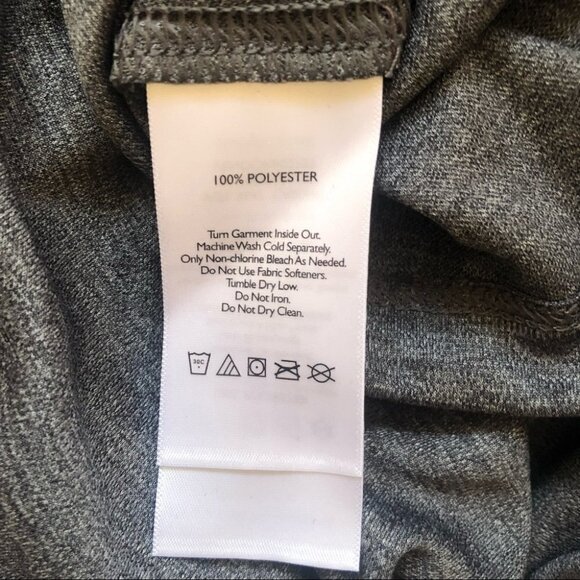 100% POLYESTER
Turn Garment Inside Out.
Machine Wash Cold Separately.
Only Non-chlorine Bleach As Needed.
Do Not Use Fabric Softeners.
Tumble Dry Low.
Do Not Iron.
Do Not Dry Clean.
30C